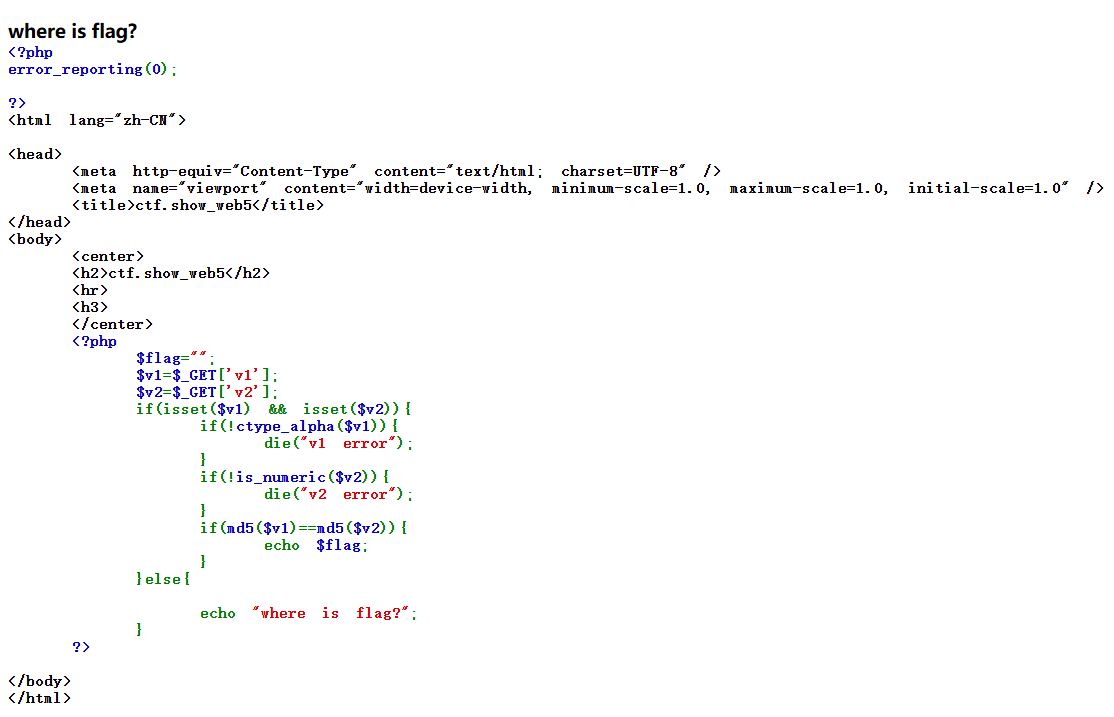 where is flag?
<?php
error_reporting(0);
?>
<html lang="zh-CN">
<head>
<meta http-equiv="Content-Type" content="text/html; charset=UTF-8" />
<meta name="viewport" content="width=device-width, minimum-scale=1.0, maximum-scale=1.0, initial-scale=1.0" />
<title>ctf.show_web5</title>
</head>
<body>
<center>
<h2>ctf.show_web5</h2>
<hr>
<h3>
</center>
<?php
$flag="";
$v1=$_GET['v1'];
$v2=$_GET['v2'];
if(isset($v1) && isset($v2)){
if(!ctype_alpha($v1)){
die("v1 error");
}
if(!is_numeric($v2)){
die("v2 error");
}
if(md5($v1)==md5($v2)){
echo $flag;
}
}else{
echo "where is flag?";
}
?>
</body>
</html>